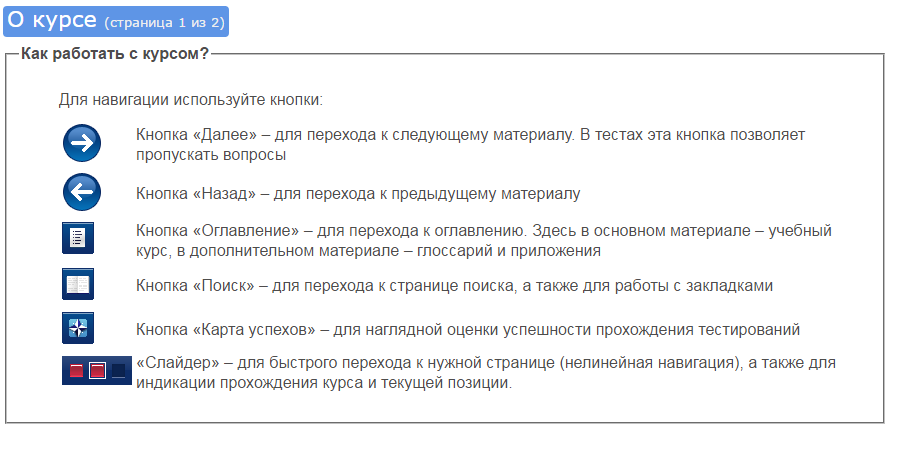 О курсе (страница 1 из 2)
Как работать с курсом?
Для навигации используйте кнопки:
Кнопка «Далее» – для перехода к следующему материалу. В тестах эта кнопка позволяет
пропускать вопросы
Кнопка «Назад» – для перехода к предыдущему материалу
Кнопка «Оглавление» – для перехода к оглавлению. Здесь в основном материале – учебный
курс, в дополнительном материале – глоссарий и приложения
Кнопка «Поиск» – для перехода к странице поиска, а также для работы с закладками
Кнопка «Карта успехов» – для наглядной оценки успешности прохождения тестирований
«Слайдер» – для быстрого перехода к нужной странице (нелинейная навигация), а также для
индикации прохождения курса и текущей позиции.